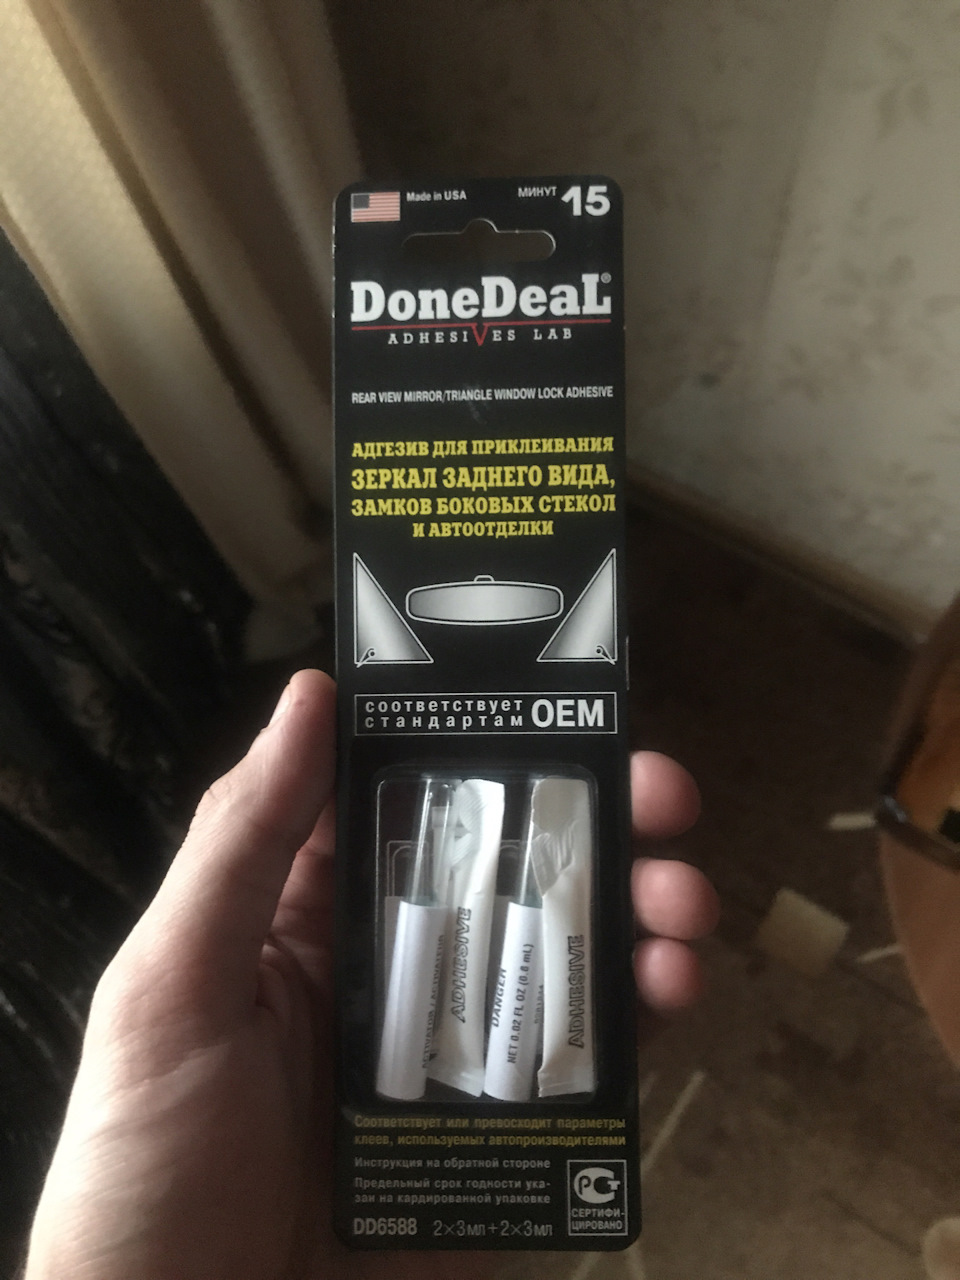 Made in USA
МИНУТ 15
DoneDeaL®
ADHESIVES LAB
REAR VIEW MIRROR/TRIANGLE WINDOW LOCK ADHESIVE
АДГЕЗИВ ДЛЯ ПРИКЛЕИВАНИЯ
ЗЕРКАЛ ЗАДНЕГО ВИДА,
ЗАМКОВ БОКОВЫХ СТЕКОЛ
И АВТООТДЕЛКИ
соответствует
стандартам OEM
ADHESIVE
DANGER
NET 0.02 FL OZ (0.6 mL)
ADHESIVE
Соответствует или превосходит параметры
клеев, используемых автопроизводителями
Инструкция на обратной стороне
Предельный срок годности ука-
зан на кардированной упаковке
DD6588 2×3мл+2×3мл
РСТ
СЕРТИФИ-
ЦИРОВАНО